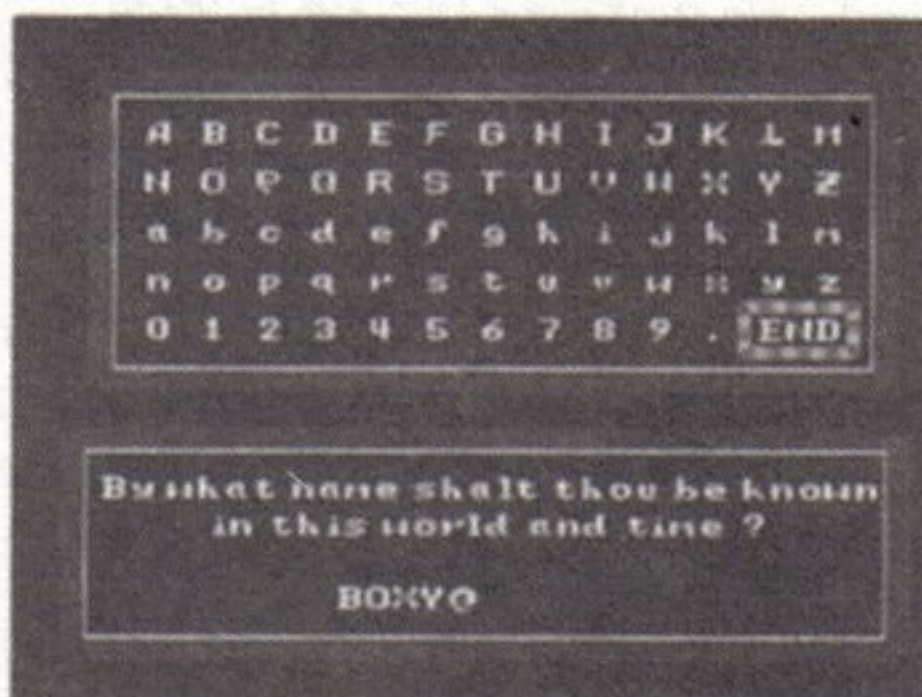 A B C D E F G H I J K L M
N O P Q R S T U V W X Y Z
a b c d e f g h i j k l m
n o p q r s t u v w x y z
0 1 2 3 4 5 6 7 8 9 . END
By what name shalt thou be known
in this world and time ?
BOXY